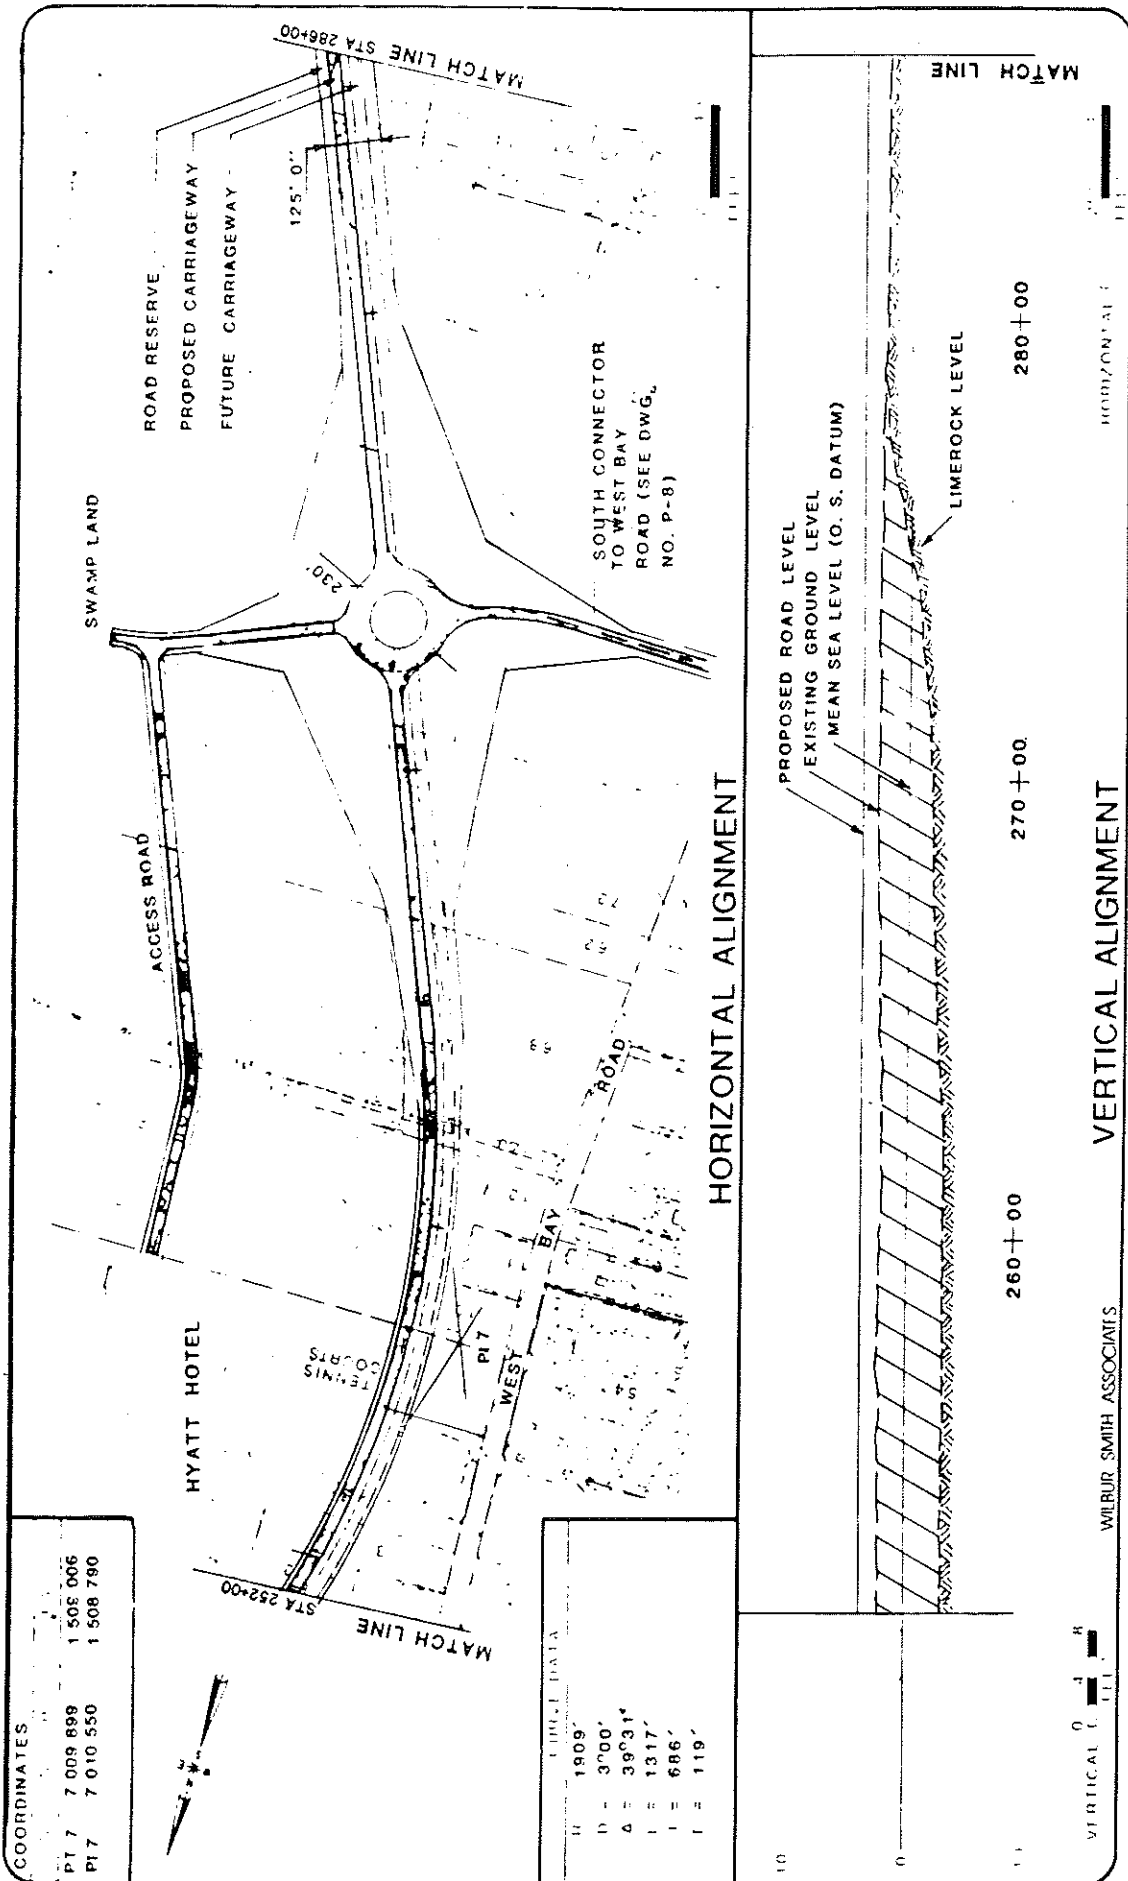 COORDINATES
PT 7 7 009 899 1 508 006
PI 7 7 010 550 1 508 790
HYATT HOTEL
TENNIS
COURTS
ACCESS ROAD
SWAMP LAND
ROAD RESERVE
PROPOSED CARRIAGEWAY
FUTURE CARRIAGEWAY
125' 0"
230'
MATCH LINE STA 286+00
MATCH LINE
STA 252+00
PI 7
WEST BAY ROAD
SOUTH CONNECTOR
TO WEST BAY
ROAD (SEE DWG.
NO. P-8)
1909'
D = 3°00'
Δ = 39°31'
1317'
686'
119'
HORIZONTAL ALIGNMENT
PROPOSED ROAD LEVEL
EXISTING GROUND LEVEL
MEAN SEA LEVEL (O. S. DATUM)
LIMEROCK LEVEL
MATCH LINE
10
0
260+00
270+00
280+00
VERTICAL
0 4 8
WILBUR SMITH ASSOCIATES
VERTICAL ALIGNMENT
HORIZONTAL